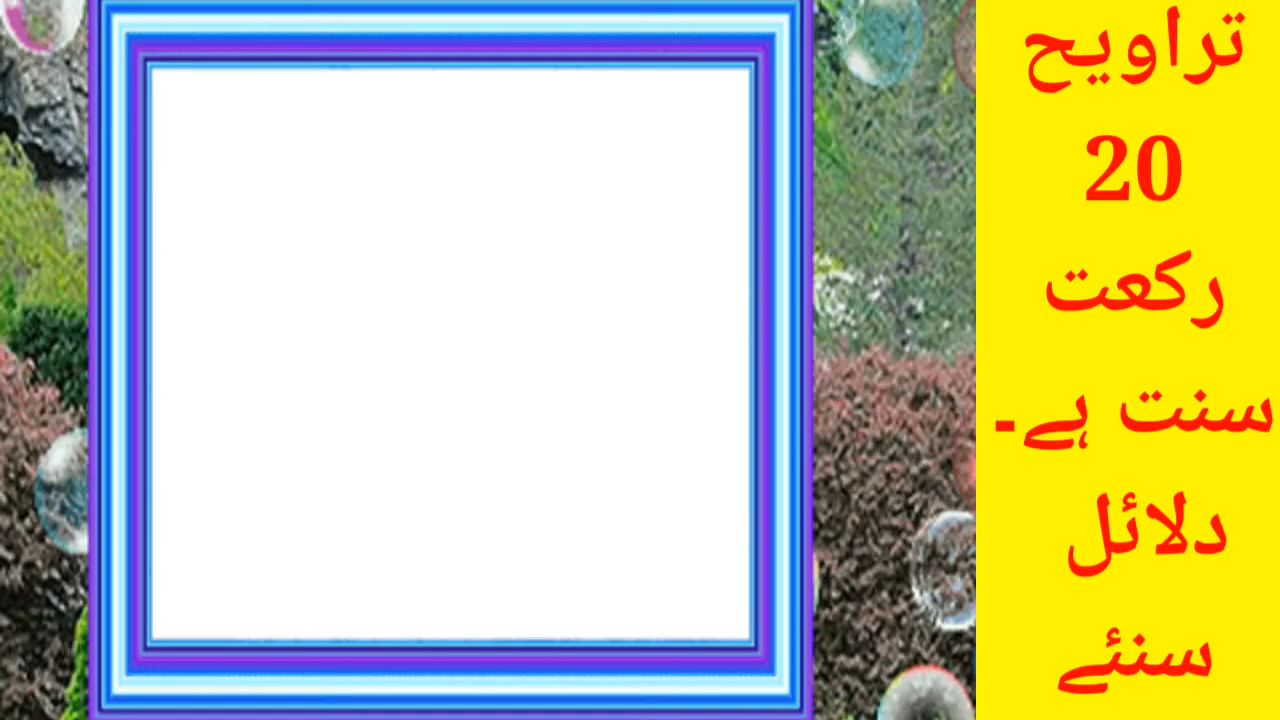 تراویح
20
رکعت
سنت ہے۔
دلائل
سنئے